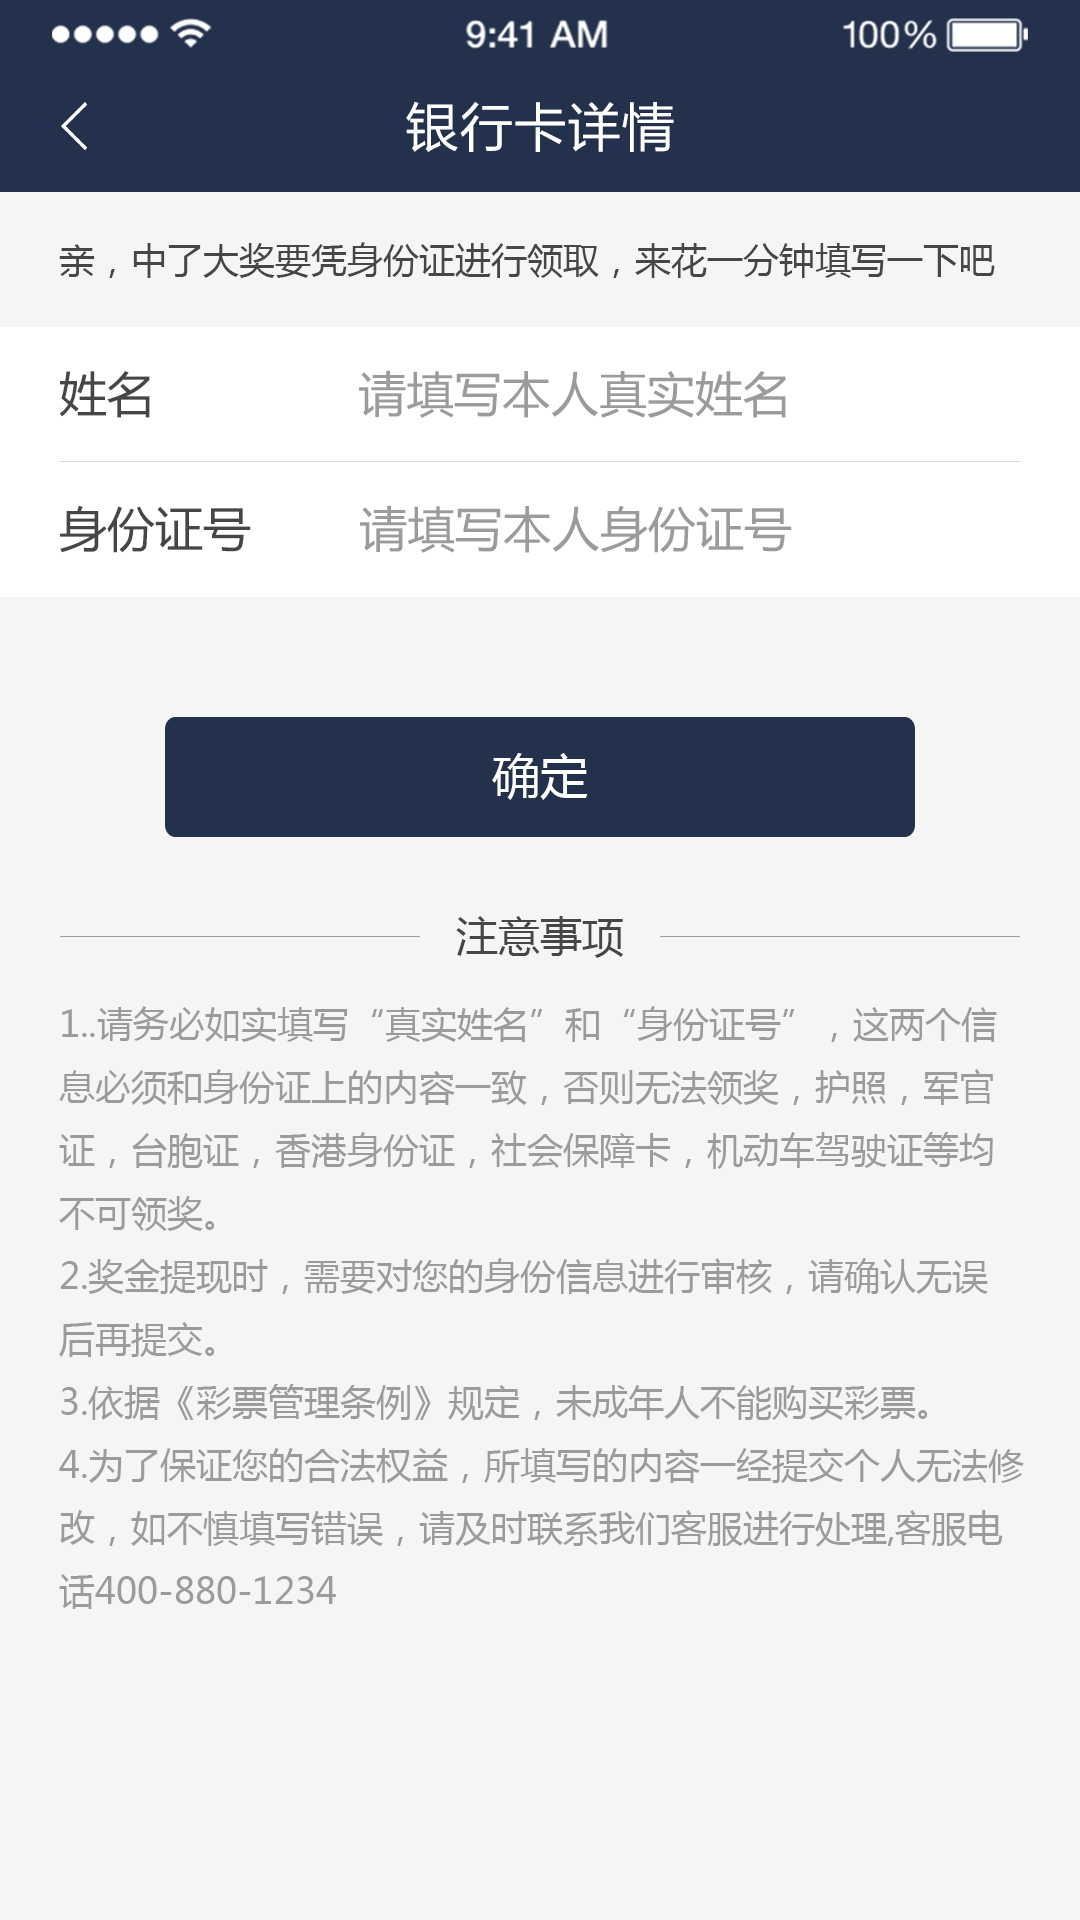 9:41 AM 100%
银行卡详情
亲，中了大奖要凭身份证进行领取，来花一分钟填写一下吧
姓名 请填写本人真实姓名
身份证号 请填写本人身份证号
确定
注意事项
1..请务必如实填写“真实姓名”和“身份证号”，这两个信
息必须和身份证上的内容一致，否则无法领奖，护照，军官
证，台胞证，香港身份证，社会保障卡，机动车驾驶证等均
不可领奖。
2.奖金提现时，需要对您的身份信息进行审核，请确认无误
后再提交。
3.依据《彩票管理条例》规定，未成年人不能购买彩票。
4.为了保证您的合法权益，所填写的内容一经提交个人无法修
改，如不慎填写错误，请及时联系我们客服进行处理,客服电
话400-880-1234